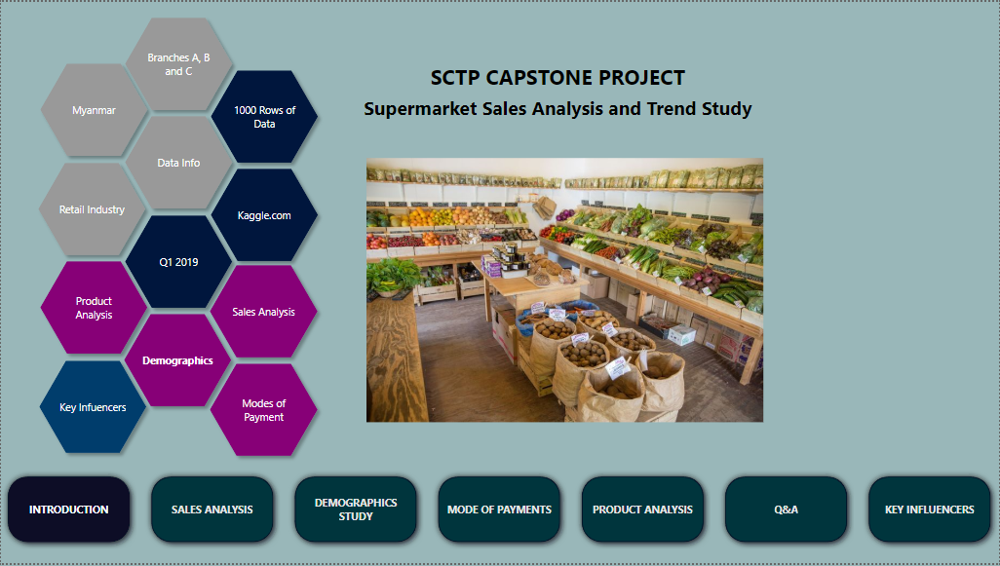 SCTP CAPSTONE PROJECT
Supermarket Sales Analysis and Trend Study
Branches A, B
and C
Myanmar
1000 Rows of
Data
Data Info
Retail Industry
Kaggle.com
Q1 2019
Product
Analysis
Sales Analysis
Demographics
Key Infuencers
Modes of
Payment
INTRODUCTION
SALES ANALYSIS
DEMOGRAPHICS
STUDY
MODE OF PAYMENTS
PRODUCT ANALYSIS
Q&A
KEY INFLUENCERS